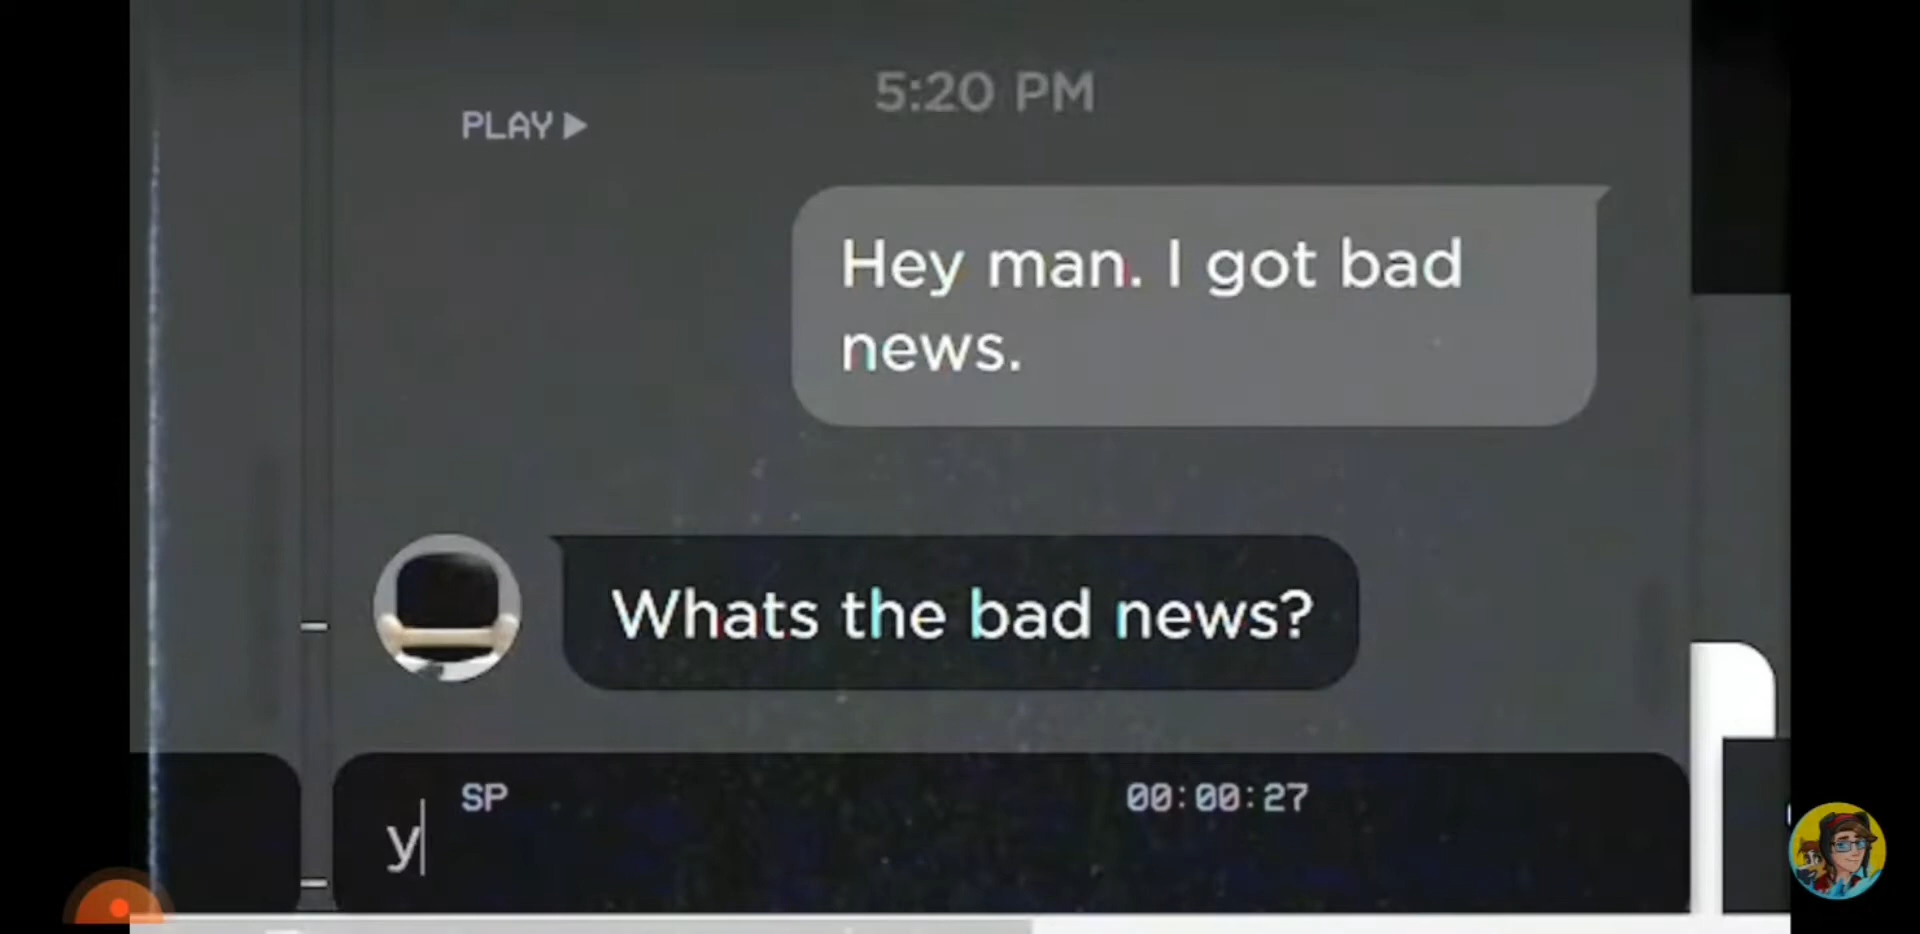 5:20 PM
PLAY
Hey man. I got bad
news.
Whats the bad news?
SP
00:00:27
y